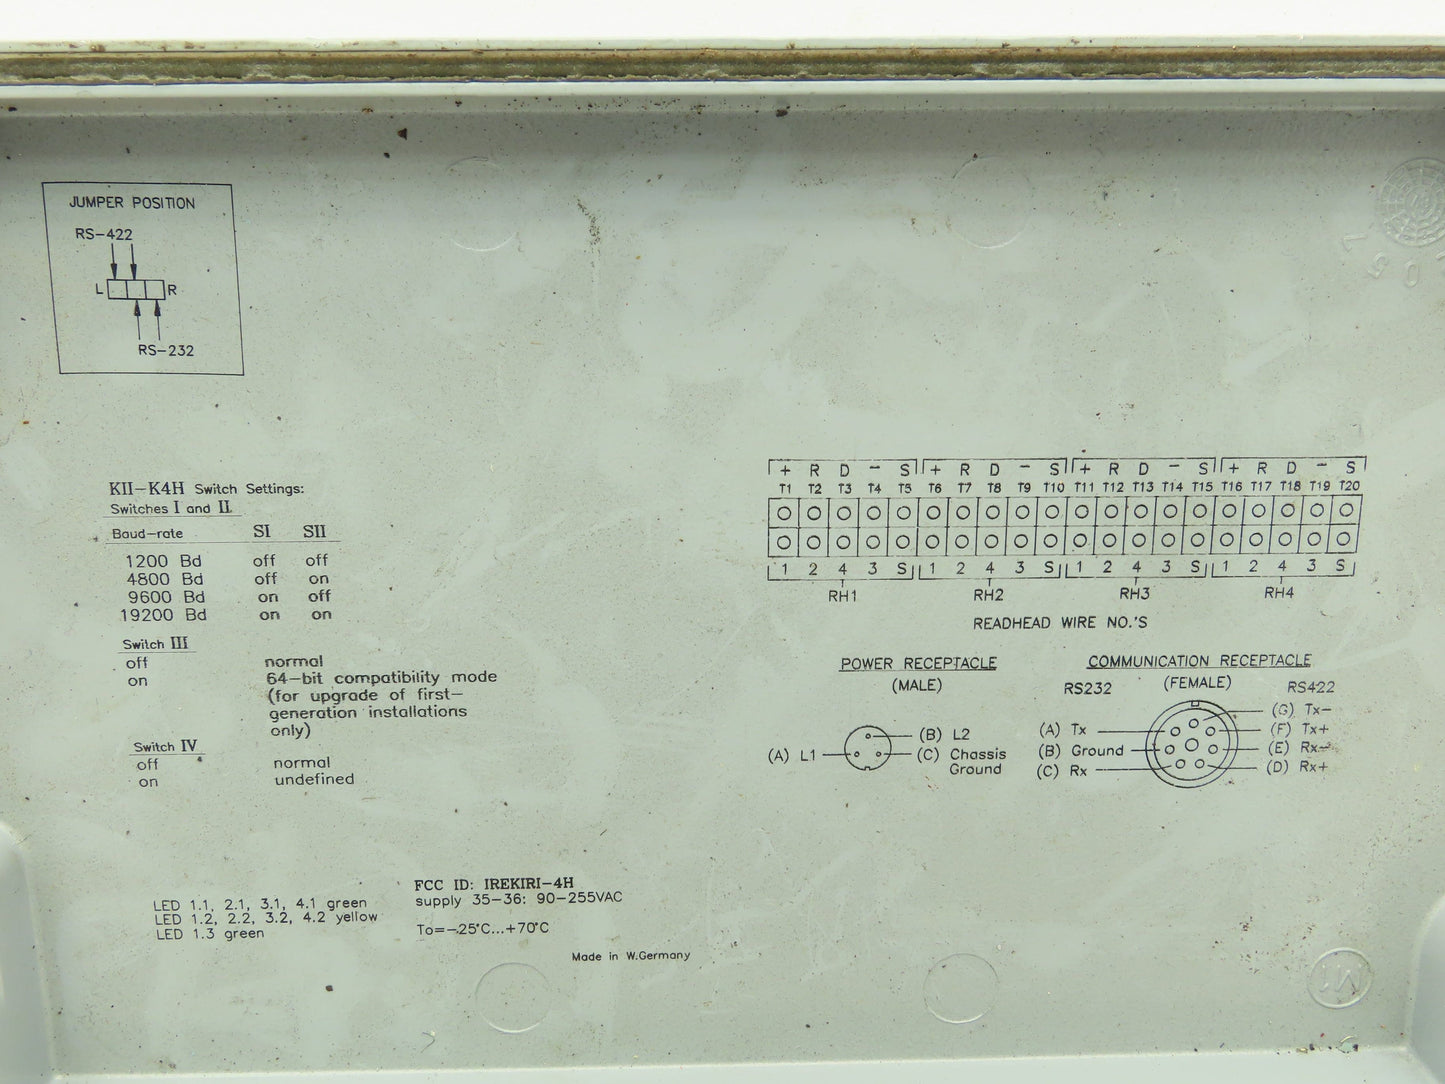 JUMPER POSITION
RS-422
L R
RS-232
KII-K4H Switch Settings:
Switches I and II
Baud-rate SI SII
1200 Bd off off
4800 Bd off on
9600 Bd on off
19200 Bd on on
Switch III
off normal
on 64-bit compatibility mode
(for upgrade of first-
generation installations
only)
Switch IV
off normal
on undefined
LED 1.1, 2.1, 3.1, 4.1 green
LED 1.2, 2.2, 3.2, 4.2 yellow
LED 1.3 green
FCC ID: IREKIRI-4H
supply 35-36: 90-255VAC
To=-25°C...+70°C
Made in W.Germany
+ R D - S + R D - S + R D - S + R D - S
T1 T2 T3 T4 T5 T6 T7 T8 T9 T10 T11 T12 T13 T14 T15 T16 T17 T18 T19 T20
1 2 4 3 S 1 2 4 3 S 1 2 4 3 S 1 2 4 3 S
RH1 RH2 RH3 RH4
READHEAD WIRE NO.'S
POWER RECEPTACLE
(MALE)
(B) L2
(A) L1 (C) Chassis
Ground
COMMUNICATION RECEPTACLE
RS232 (FEMALE) RS422
(G) Tx-
(A) Tx (F) Tx+
(B) Ground (E) Rx-
(C) Rx (D) Rx+
M1